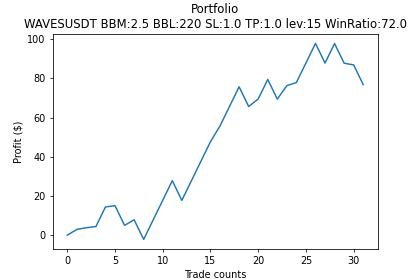 Portfolio
WAVESUSDT BBM:2.5 BBL:220 SL:1.0 TP:1.0 lev:15 WinRatio:72.0
100
80
60
40
20
0
Profit ($)
0 5 10 15 20 25 30
Trade counts